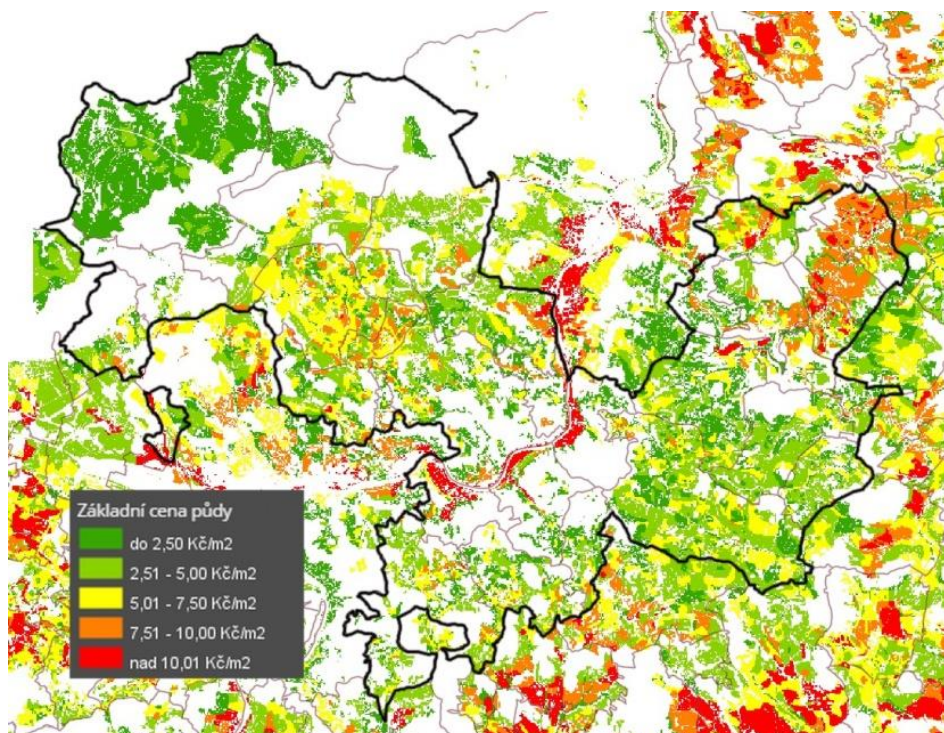 Základní cena půdy
do 2,50 Kč/m2
2,51 - 5,00 Kč/m2
5,01 - 7,50 Kč/m2
7,51 - 10,00 Kč/m2
nad 10,01 Kč/m2